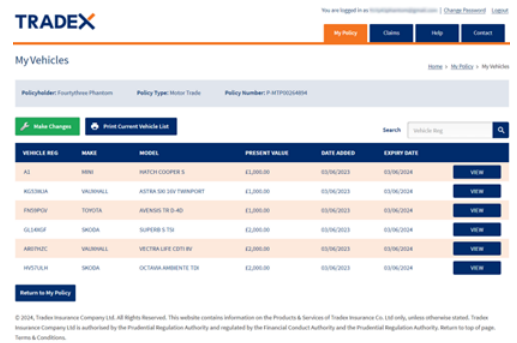 TRADEX
You are logged in as | Change Password Logout
My Policy Claims Help Contact
My Vehicles
Home > My Policy > My Vehicles
Policyholder: Fourtythree Phantom Policy Type: Motor Trade Policy Number: P-MTP00264694
Make Changes Print Current Vehicle List Search Vehicle Reg
VEHICLE REG MAKE MODEL PRESENT VALUE DATE ADDED EXPIRY DATE
A1 MINI HATCH COOPER S £1,000.00 03/06/2023 03/06/2024 VIEW
VAUXHALL ASTRA SXI 16V TWINPORT £1,000.00 03/06/2023 03/06/2024 VIEW
TOYOTA AVENSIS TR D-4D £1,000.00 03/06/2023 03/06/2024 VIEW
GL14OGF SKODA SUPERB S TDI £2,000.00 03/06/2023 03/06/2024 VIEW
VAUXHALL VECTRA LIFE CDTI 8V £2,000.00 03/06/2023 03/06/2024 VIEW
HV57ULH SKODA OCTAVIA AMBIENTE TDI £2,000.00 03/06/2023 03/06/2024 VIEW
Return to My Policy
© 2024, Tradex Insurance Company Ltd. All Rights Reserved. This website contains information on the Products & Services of Tradex Insurance Co. Ltd only, unless otherwise stated. Tradex
Insurance Company Ltd is authorised by the Prudential Regulation Authority and regulated by the Financial Conduct Authority and the Prudential Regulation Authority. Return to top of page.
Terms & Conditions.